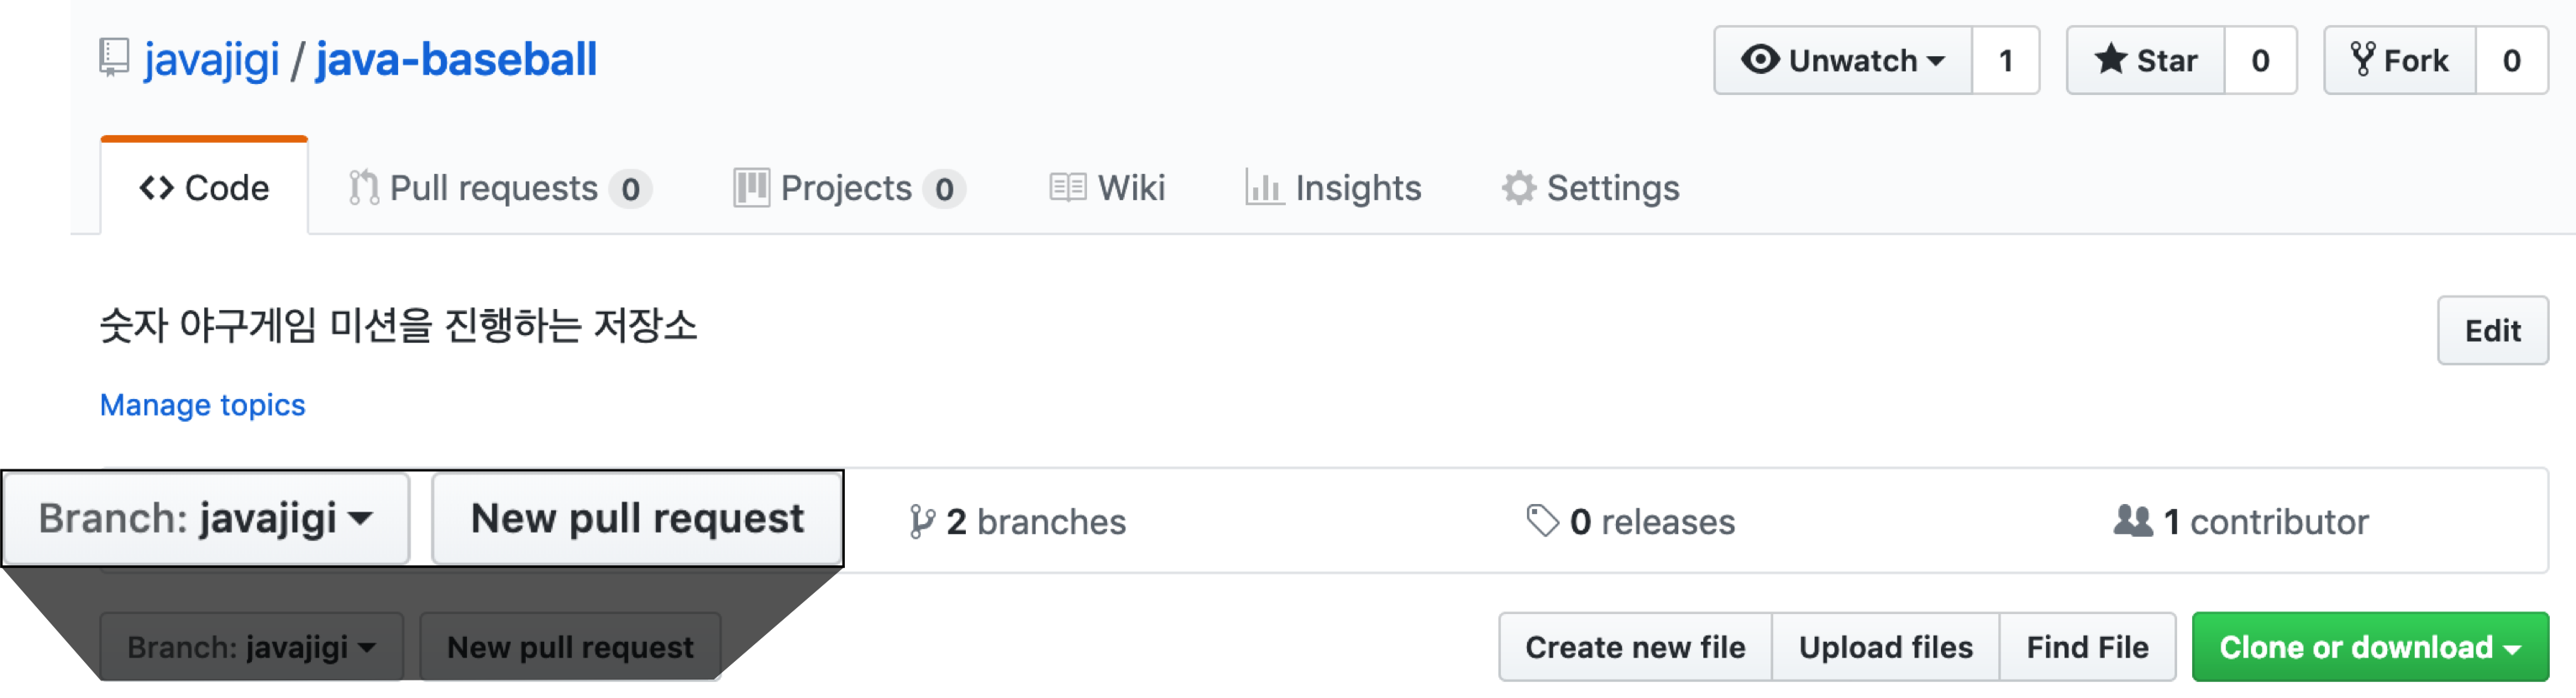 javajigi / java-baseball
Unwatch 1 Star 0 Fork 0
Code Pull requests 0 Projects 0 Wiki Insights Settings
숫자 야구게임 미션을 진행하는 저장소
Edit
Manage topics
Branch: javajigi New pull request
2 branches 0 releases 1 contributor
Branch: javajigi New pull request
Create new file Upload files Find File Clone or download